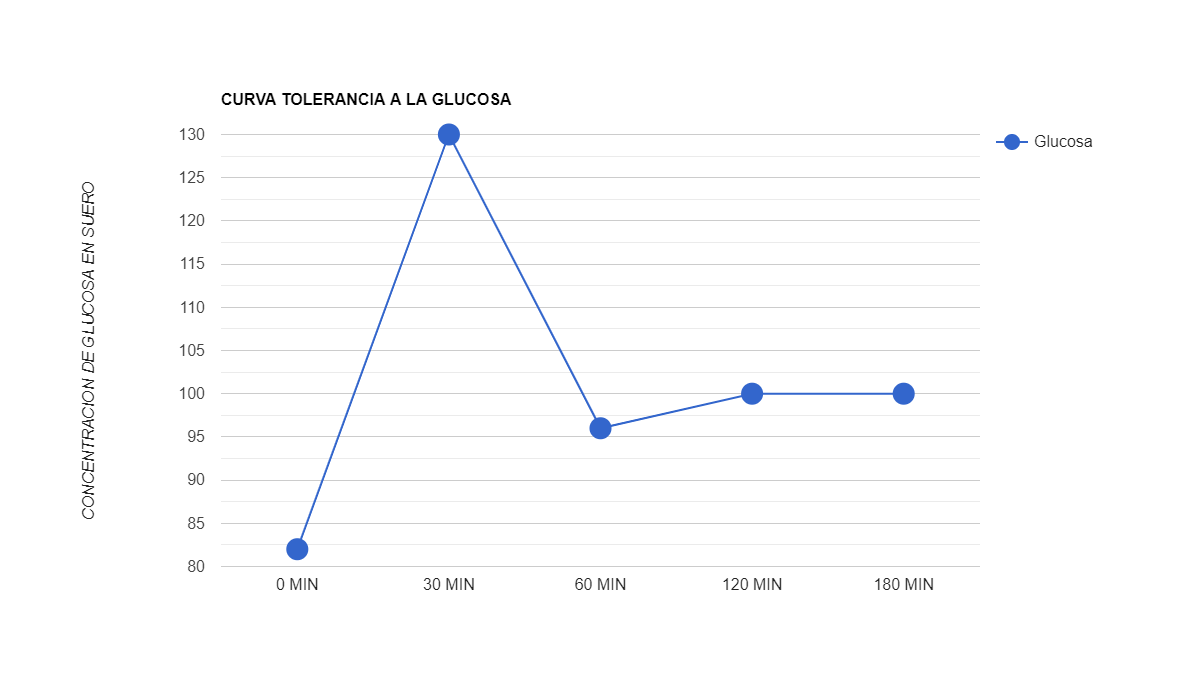 CURVA TOLERANCIA A LA GLUCOSA
CONCENTRACION DE GLUCOSA EN SUERO
130
125
120
115
110
105
100
95
90
85
80
0 MIN
30 MIN
60 MIN
120 MIN
180 MIN
Glucosa